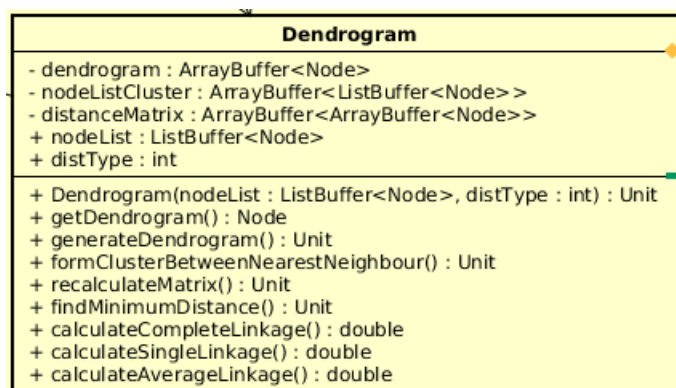 Dendrogram
- dendrogram : ArrayBuffer<Node>
- nodeListCluster : ArrayBuffer<ListBuffer<Node>>
- distanceMatrix : ArrayBuffer<ArrayBuffer<Node>>
+ nodeList : ListBuffer<Node>
+ distType : int
+ Dendrogram(nodeList : ListBuffer<Node>, distType : int) : Unit
+ getDendrogram() : Node
+ generateDendrogram() : Unit
+ formClusterBetweenNearestNeighbour() : Unit
+ recalculateMatrix() : Unit
+ findMinimumDistance() : Unit
+ calculateCompleteLinkage() : double
+ calculateSingleLinkage() : double
+ calculateAverageLinkage() : double